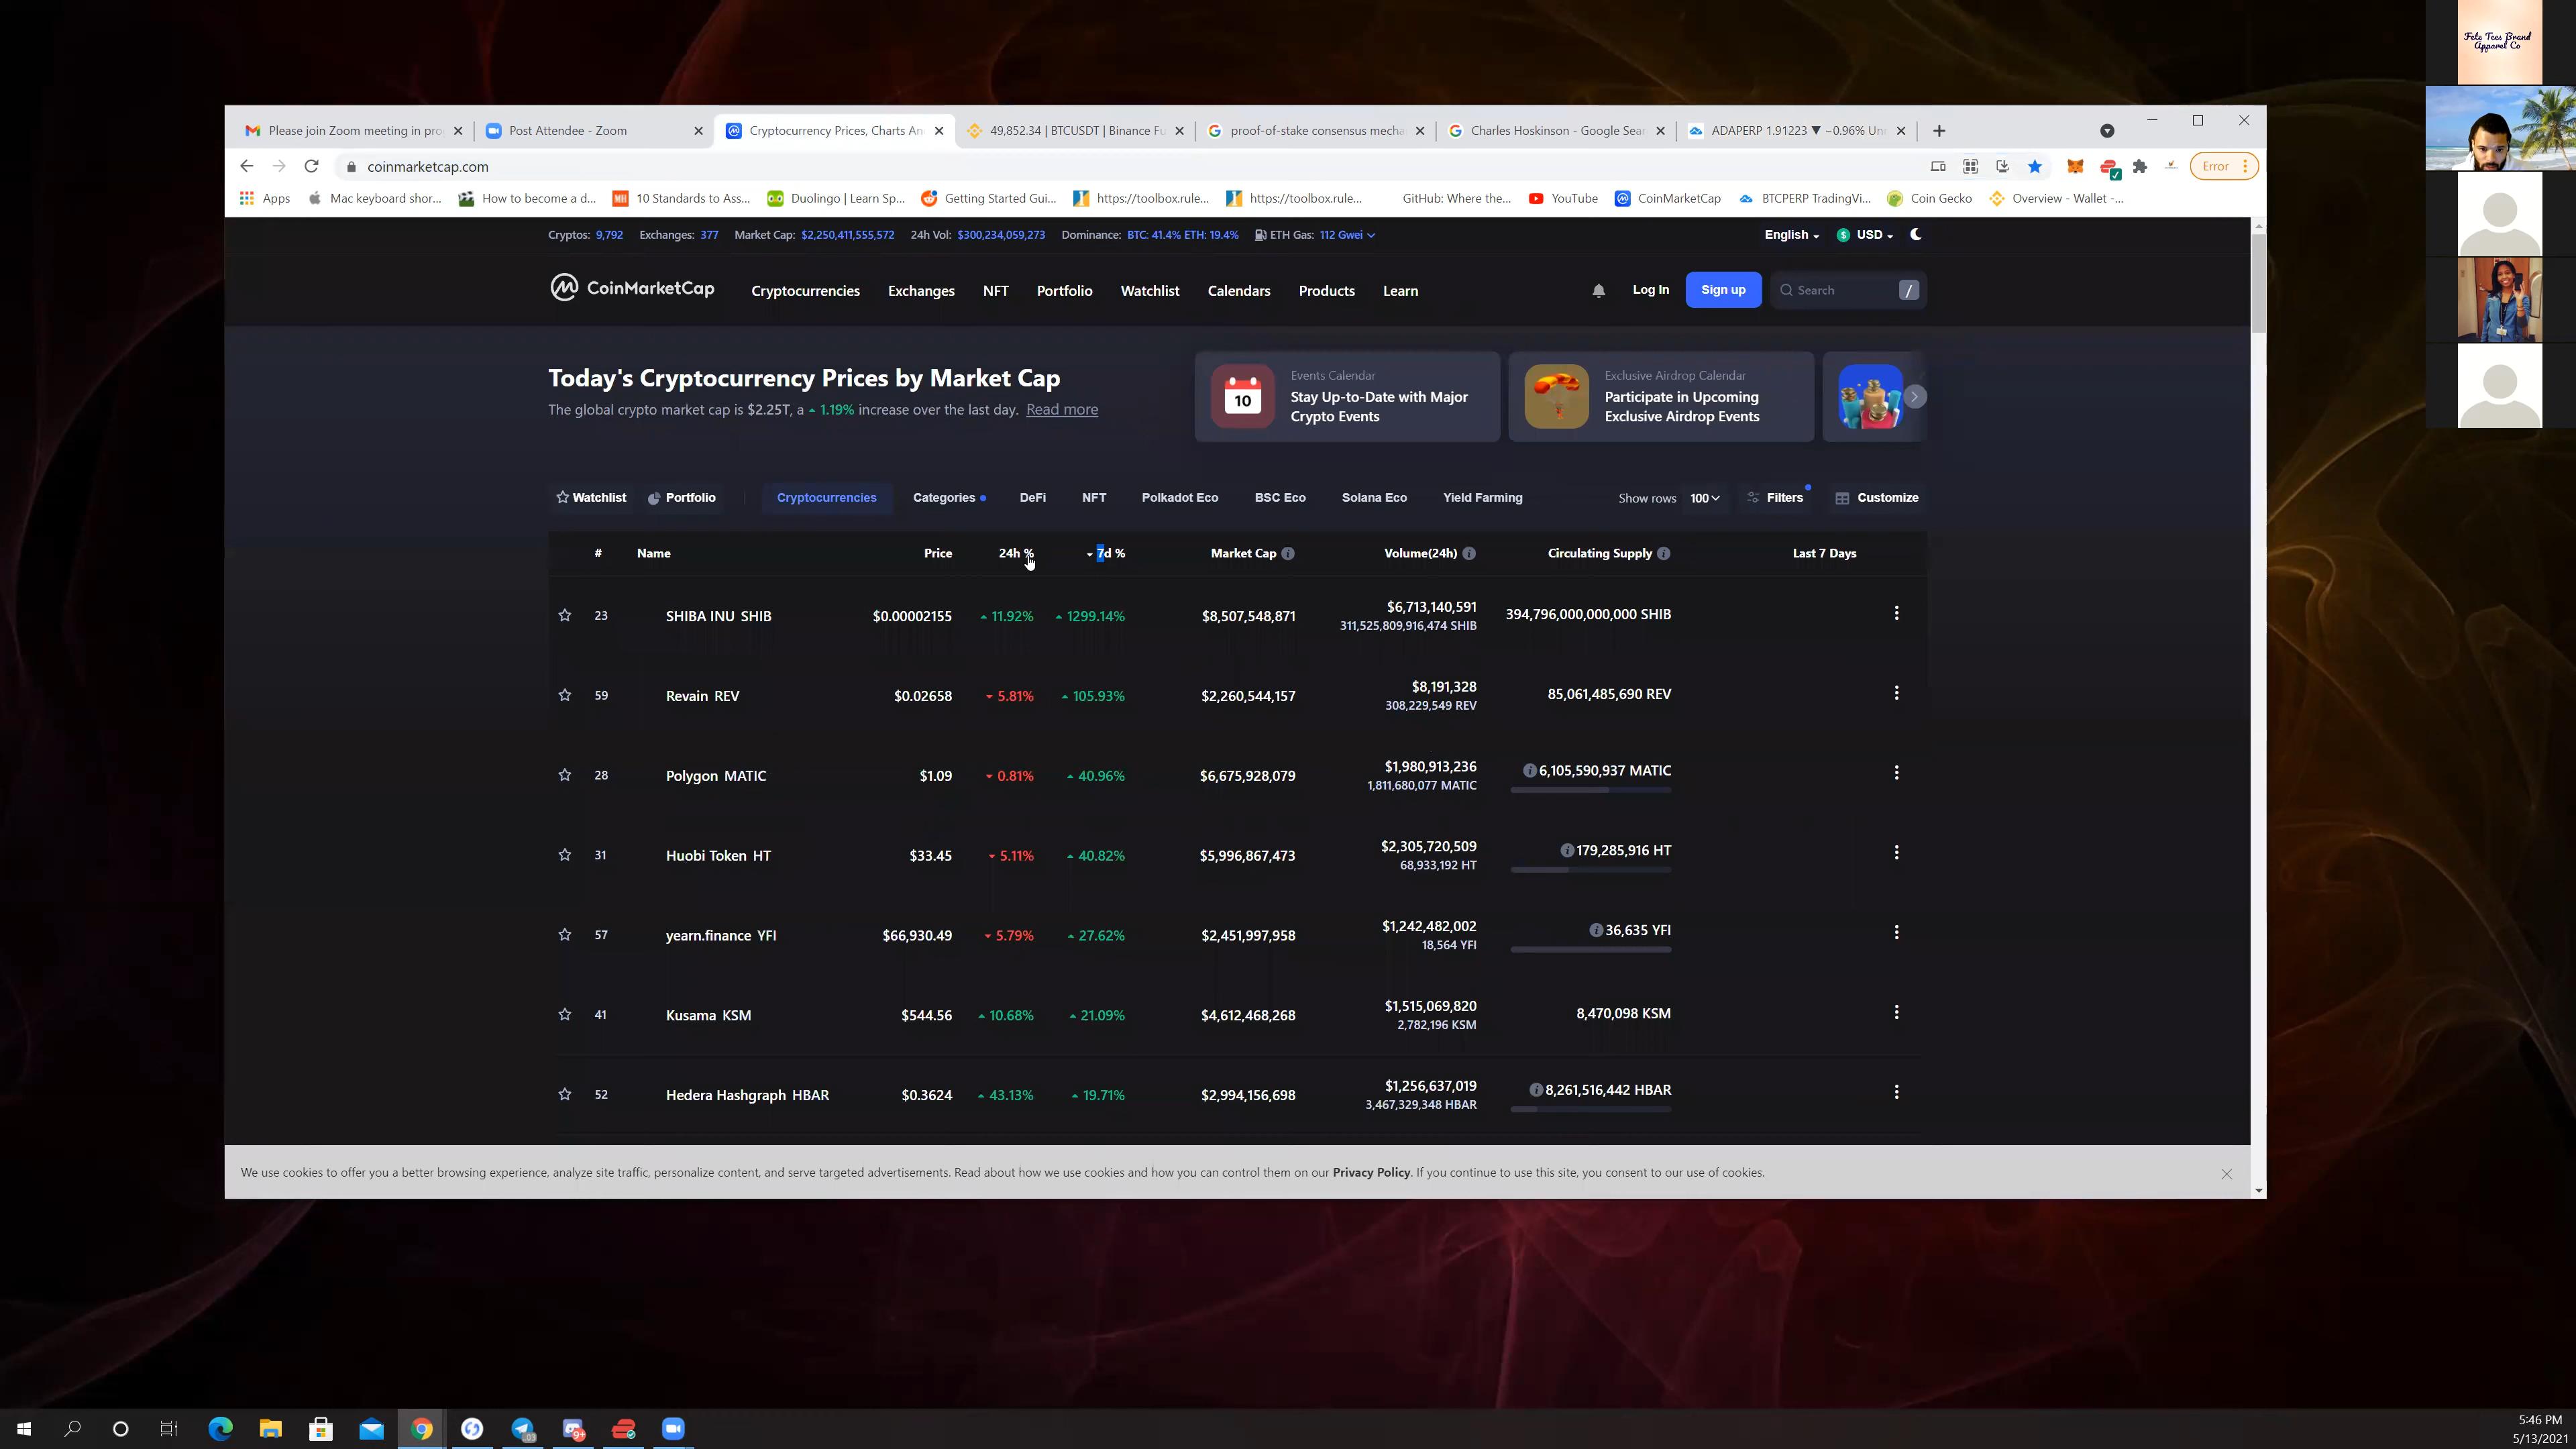 Fete Tees Brand
Apparel Co
Please join Zoom meeting in pro
Post Attendee - Zoom
Cryptocurrency Prices, Charts An
49,852.34 | BTCUSDT | Binance Fu
proof-of-stake consensus mecha
Charles Hoskinson - Google Sea
ADAPERP 1.91223 ▼ −0.96% Un
coinmarketcap.com
Error
Apps
Mac keyboard shor...
How to become a d...
MH
10 Standards to Ass...
Duolingo | Learn Sp...
Getting Started Gui...
https://toolbox.rule...
https://toolbox.rule...
GitHub: Where the...
YouTube
CoinMarketCap
BTCPERP TradingVi...
Coin Gecko
Overview - Wallet -...
Cryptos: 9,792 Exchanges: 377 Market Cap: $2,250,411,555,572 24h Vol: $300,234,059,273 Dominance: BTC: 41.4% ETH: 19.4% ETH Gas: 112 Gwei
English
USD
CoinMarketCap
Cryptocurrencies Exchanges NFT Portfolio Watchlist Calendars Products Learn
Log In
Sign up
Search
/
Today's Cryptocurrency Prices by Market Cap
The global crypto market cap is $2.25T, a 1.19% increase over the last day. Read more
10
Events Calendar
Stay Up-to-Date with Major
Crypto Events
Exclusive Airdrop Calendar
Participate in Upcoming
Exclusive Airdrop Events
Watchlist Portfolio Cryptocurrencies Categories DeFi NFT Polkadot Eco BSC Eco Solana Eco Yield Farming Show rows 100 Filters Customize
# Name Price 24h % 7d % Market Cap Volume(24h) Circulating Supply Last 7 Days
23 SHIBA INU SHIB $0.00002155 11.92% 1299.14% $8,507,548,871 $6,713,140,591 394,796,000,000,000 SHIB
311,525,809,916,474 SHIB
59 Revain REV $0.02658 5.81% 105.93% $2,260,544,157 $8,191,328 85,061,485,690 REV
308,229,549 REV
28 Polygon MATIC $1.09 0.81% 40.96% $6,675,928,079 $1,980,913,236 6,105,590,937 MATIC
1,811,680,077 MATIC
31 Huobi Token HT $33.45 5.11% 40.82% $5,996,867,473 $2,305,720,509 179,285,916 HT
68,933,192 HT
57 yearn.finance YFI $66,930.49 5.79% 27.62% $2,451,997,958 $1,242,482,002 36,635 YFI
18,564 YFI
41 Kusama KSM $544.56 10.68% 21.09% $4,612,468,268 $1,515,069,820 8,470,098 KSM
2,782,196 KSM
52 Hedera Hashgraph HBAR $0.3624 43.13% 19.71% $2,994,156,698 $1,256,637,019 8,261,516,442 HBAR
3,467,329,348 HBAR
We use cookies to offer you a better browsing experience, analyze site traffic, personalize content, and serve targeted advertisements. Read about how we use cookies and how you can control them on our Privacy Policy. If you continue to use this site, you consent to our use of cookies.
9+
5:46 PM
5/13/2021